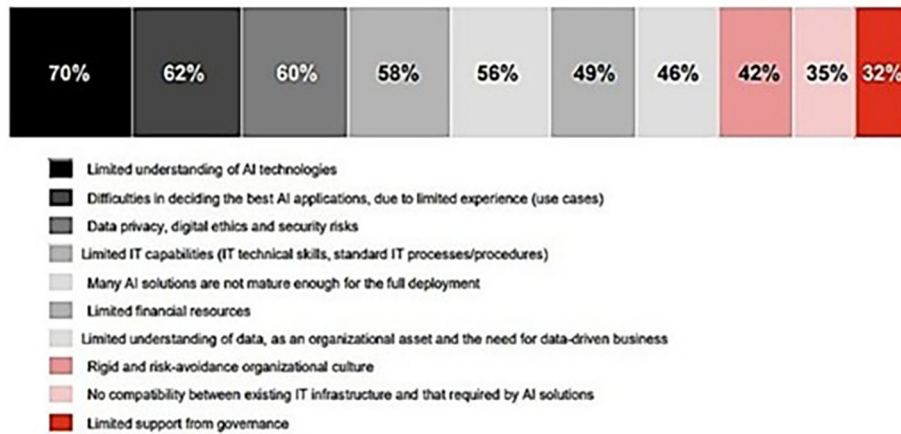 70% 62% 60% 58% 56% 49% 46% 42% 35% 32%
Limited understanding of AI technologies
Difficulties in deciding the best AI applications, due to limited experience (use cases)
Data privacy, digital ethics and security risks
Limited IT capabilities (IT technical skills, standard IT processes/procedures)
Many AI solutions are not mature enough for the full deployment
Limited financial resources
Limited understanding of data, as an organizational asset and the need for data-driven business
Rigid and risk-avoidance organizational culture
No compatibility between existing IT infrastructure and that required by AI solutions
Limited support from governance